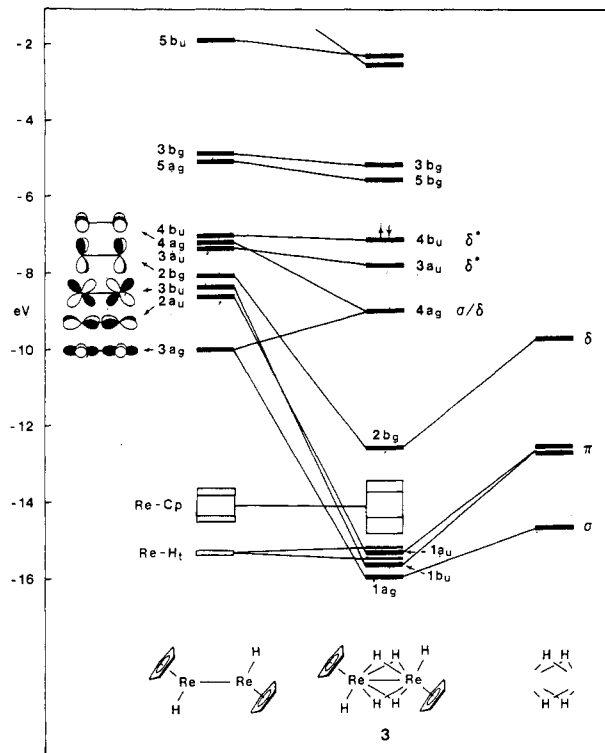 -2
-4
-6
-8
eV
-10
-12
-14
-16
5bu
3bg
5ag
4bu
4ag
3au
2bg
3bu
2au
3ag
Re-Cp
Re-Ht
3bg
5bg
4bu δ*
3au δ*
4ag σ/δ
2bg
1au
1bu
1ag
δ
π
σ
H
Re
Re
H
H H H
Re Re
H H H
3
H H
H H